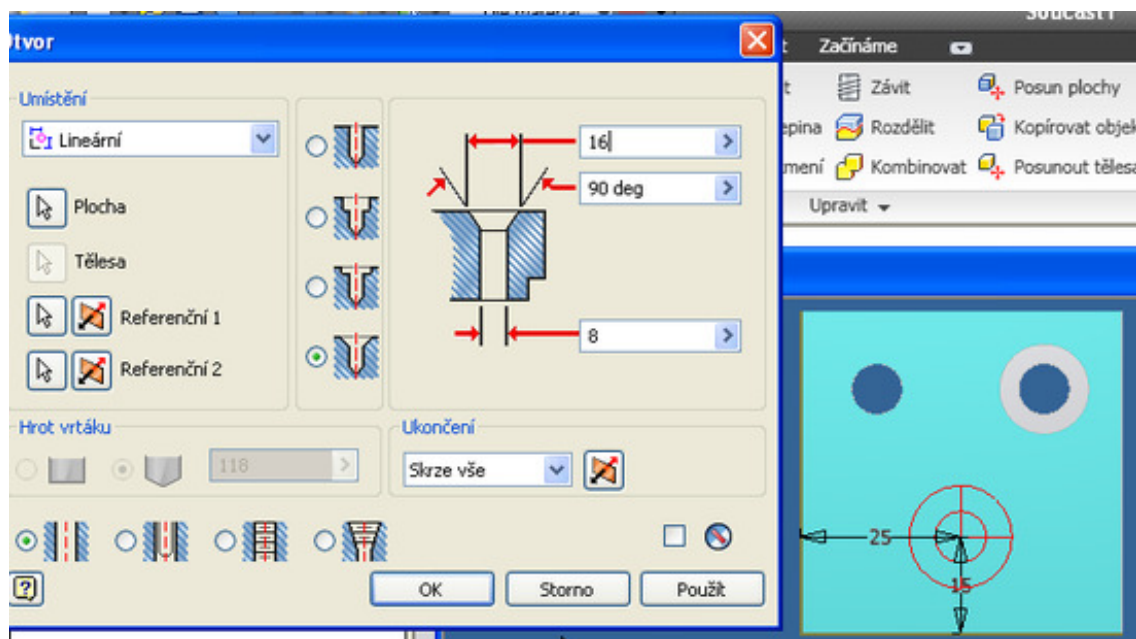 Otvor
Součást1
Začínáme
Umístění
Lineární
Plocha
Tělesa
Referenční 1
Referenční 2
16
90 deg
8
Hrot vrtáku
118
Ukončení
Skrze vše
OK
Storno
Použít
Závit
Posun plochy
Rozdělit
Kopírovat objek
Kombinovat
Posunout tělesa
Upravit
25
15